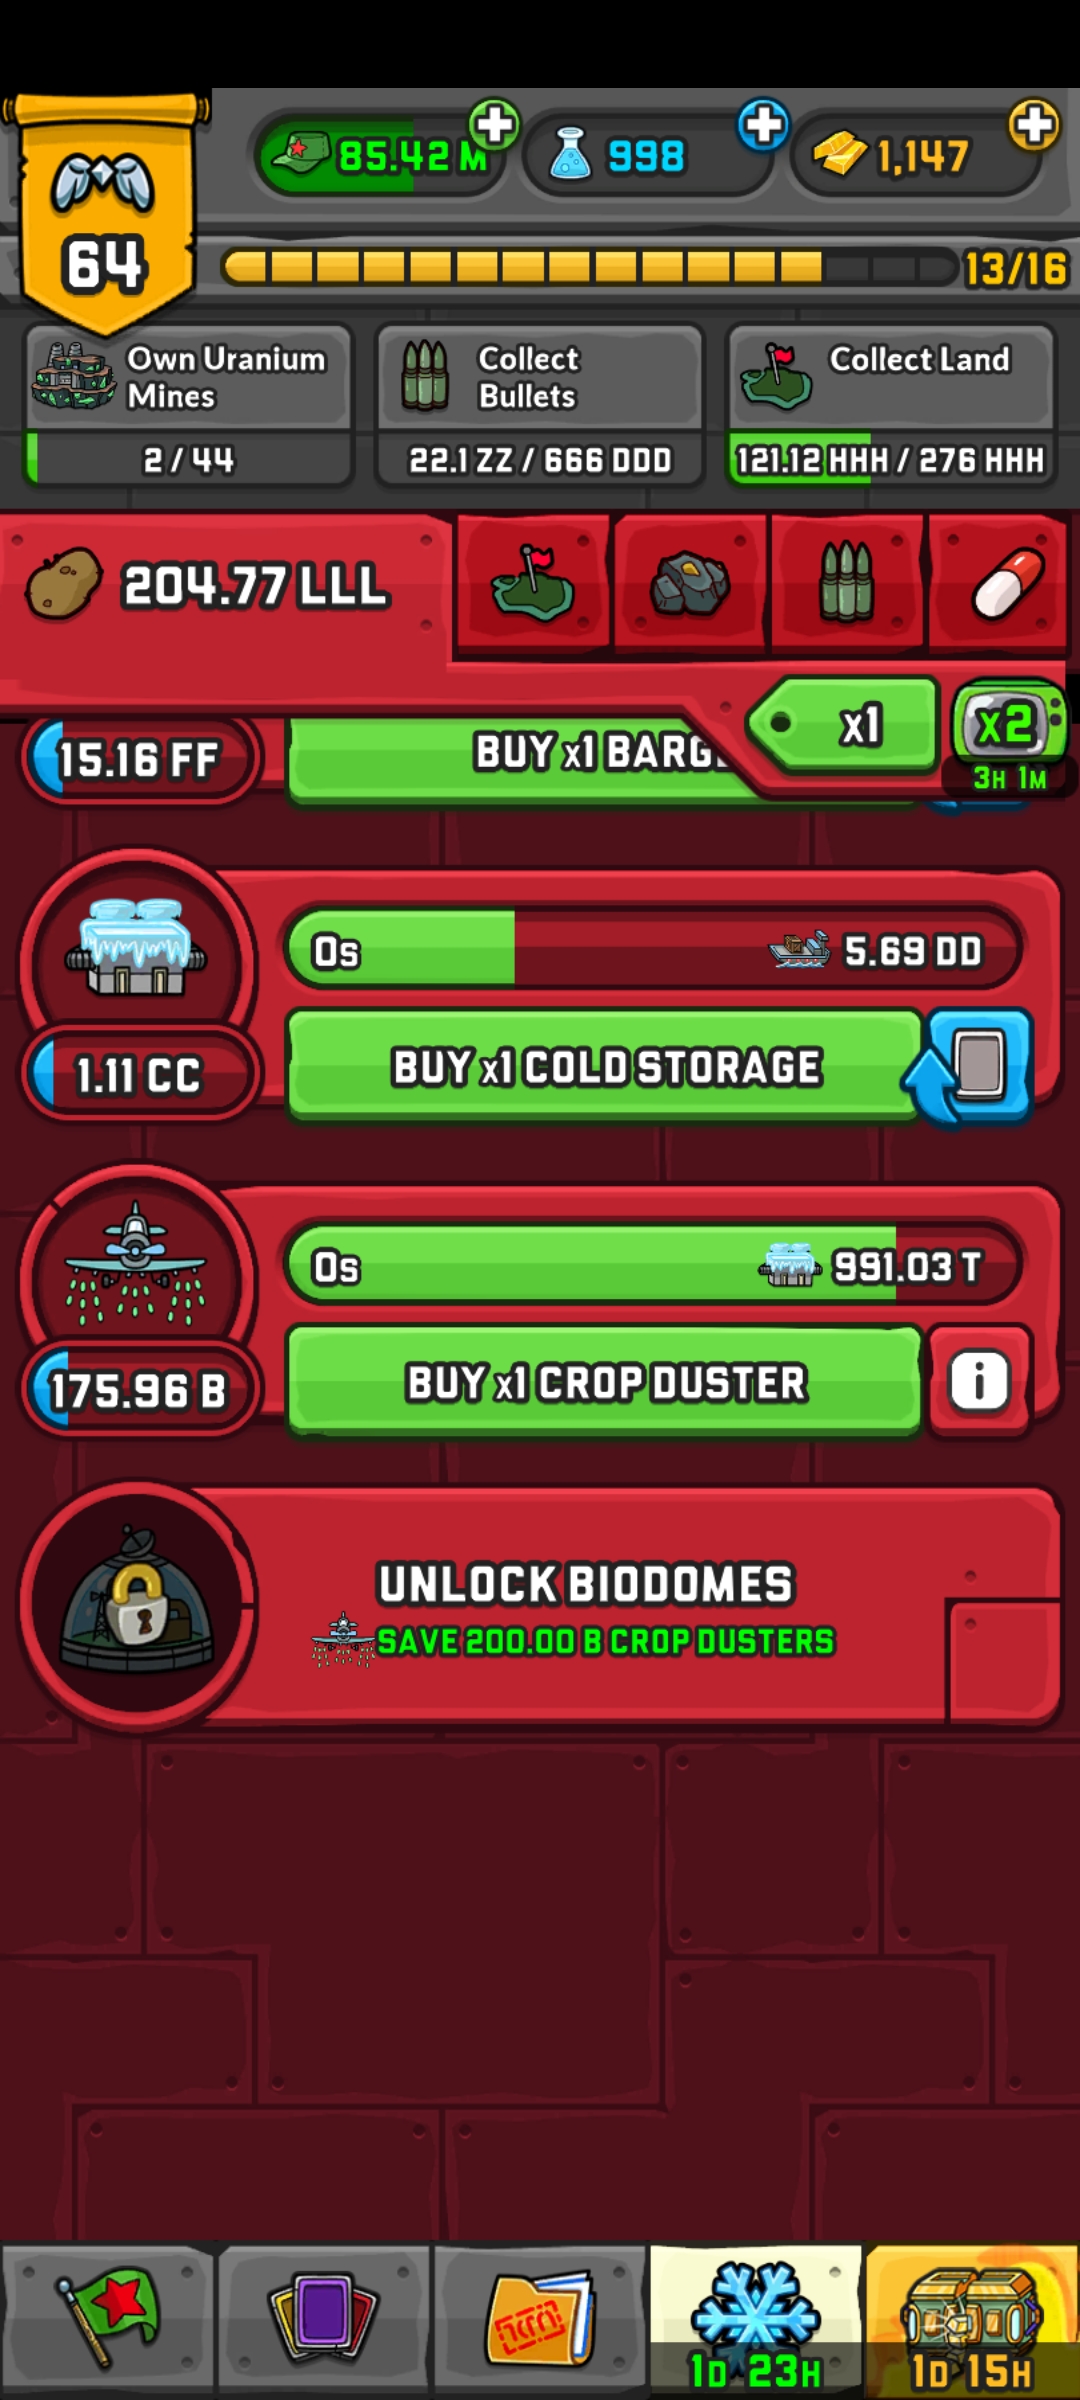 85.42 M
998
1,147
64
13/16
Own Uranium
Mines
2 / 44
Collect
Bullets
22.1 ZZ / 666 DDD
Collect Land
121.12 HHH / 276 HHH
204.77 LLL
x1
x2
3H 1M
15.16 FF
BUY x1 BARG
0s
5.69 DD
1.11 CC
BUY x1 COLD STORAGE
0s
991.03 T
175.96 B
BUY x1 CROP DUSTER
i
UNLOCK BIODOMES
SAVE 200.00 B CROP DUSTERS
1D 23H
1D 15H